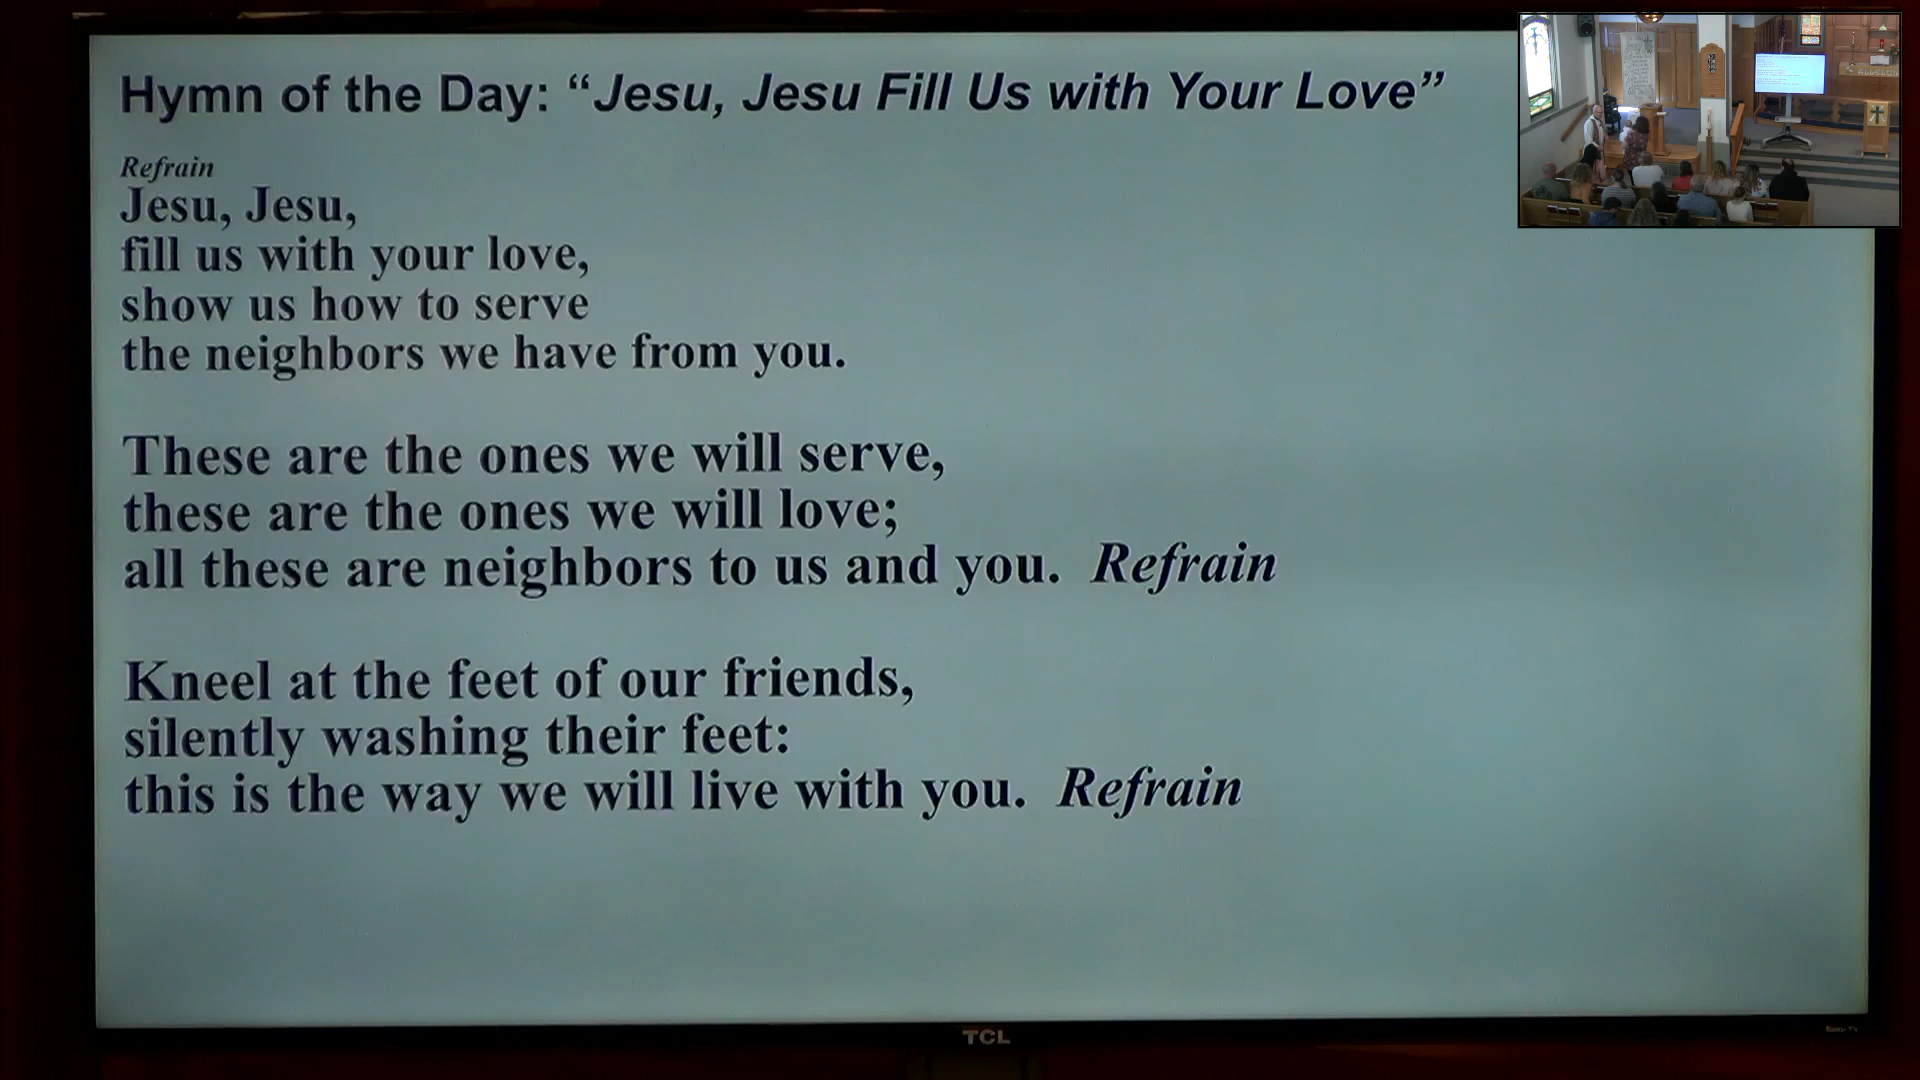 Hymn of the Day: “Jesu, Jesu Fill Us with Your Love”
Refrain
Jesu, Jesu,
fill us with your love,
show us how to serve
the neighbors we have from you.
These are the ones we will serve,
these are the ones we will love;
all these are neighbors to us and you. Refrain
Kneel at the feet of our friends,
silently washing their feet:
this is the way we will live with you. Refrain
TCL